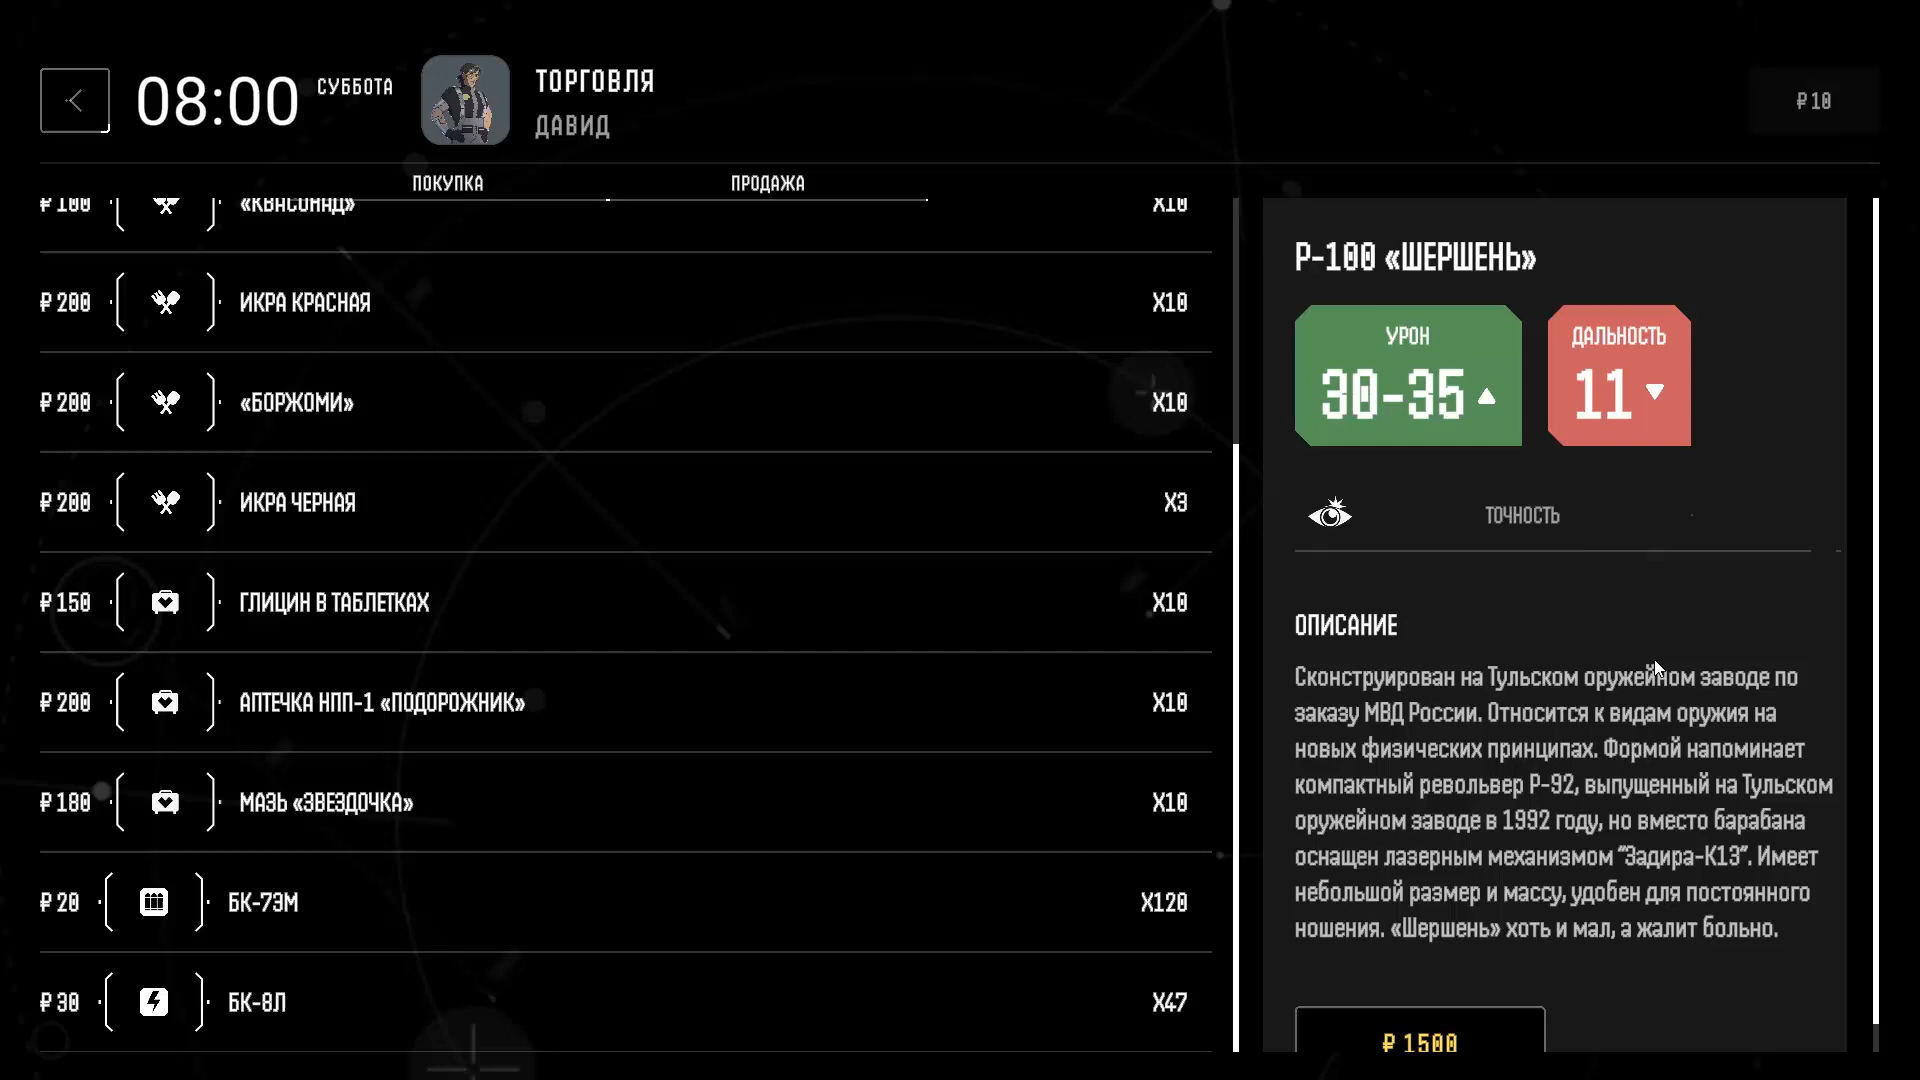 08:00
СУББОТА
ТОРГОВЛЯ
ДАВИД
₽ 10
ПОКУПКА
ПРОДАЖА
₽ 100 «КВАСОНАД» X10
₽ 200 ИКРА КРАСНАЯ X10
₽ 200 «БОРЖОМИ» X10
₽ 200 ИКРА ЧЕРНАЯ X3
₽ 150 ГЛИЦИН В ТАБЛЕТКАХ X10
₽ 200 АПТЕЧКА НПП-1 «ПОДОРОЖНИК» X10
₽ 180 МАЗЬ «ЗВЕЗДОЧКА» X10
₽ 20 БК-7ЭМ X120
₽ 30 БК-8Л X47
Р-100 «ШЕРШЕНЬ»
УРОН
30-35
ДАЛЬНОСТЬ
11
ТОЧНОСТЬ
ОПИСАНИЕ
Сконструирован на Тульском оружейном заводе по
заказу МВД России. Относится к видам оружия на
новых физических принципах. Формой напоминает
компактный револьвер Р-92, выпущенный на Тульском
оружейном заводе в 1992 году, но вместо барабана
оснащен лазерным механизмом "Задира-К13". Имеет
небольшой размер и массу, удобен для постоянного
ношения. «Шершень» хоть и мал, а жалит больно.
₽ 1500